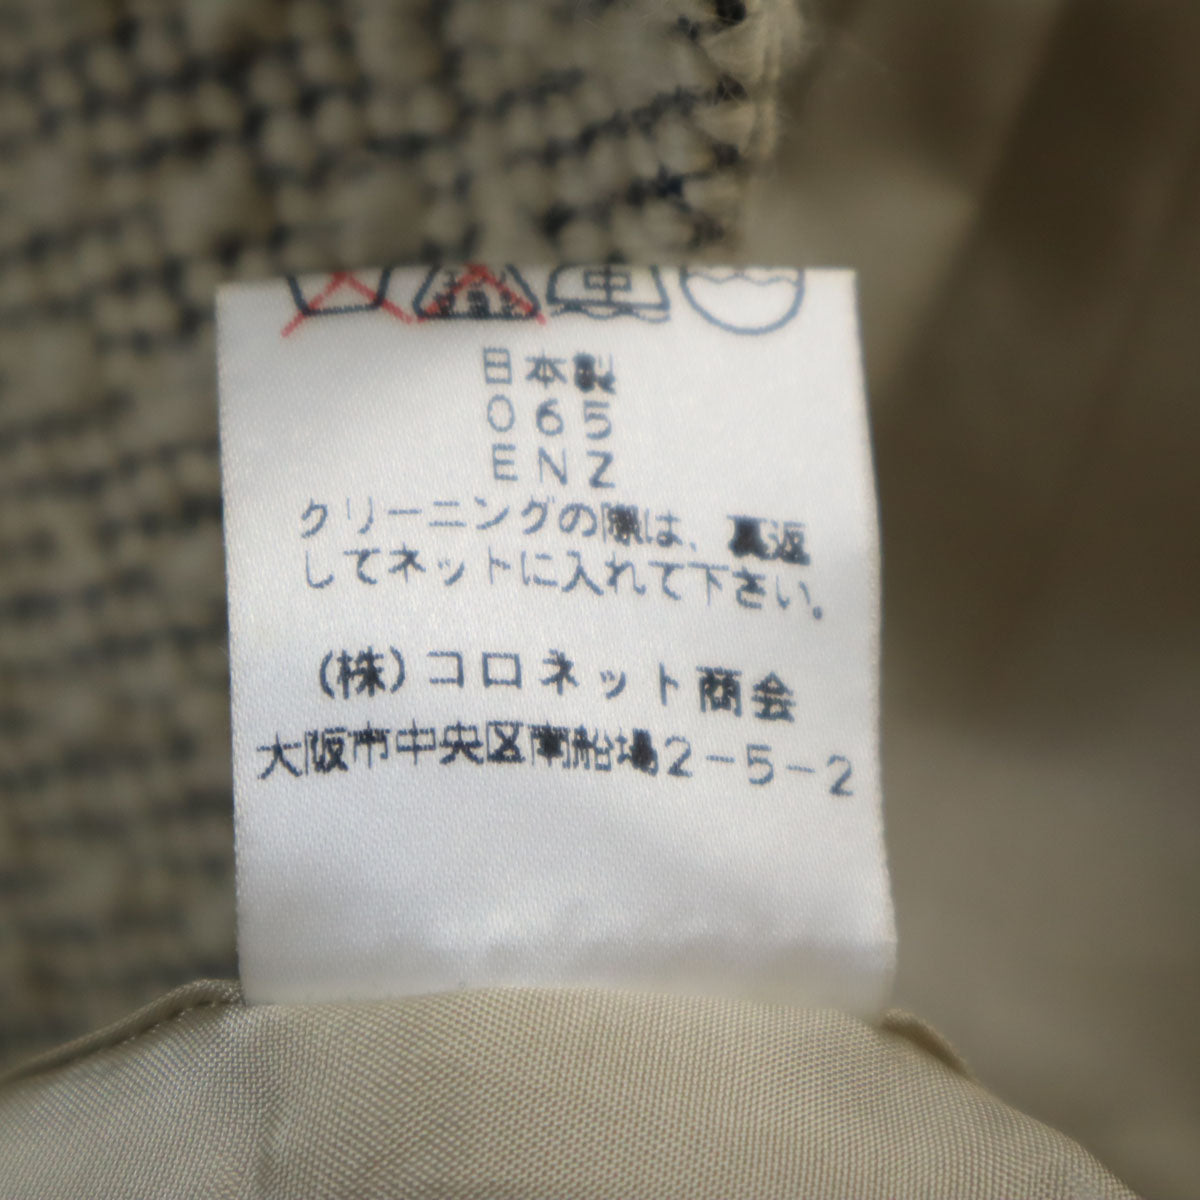 中
日本製
065
ENZ
クリーニングの際は、裏返
してネットに入れて下さい。
(株)コロネット商会
大阪市中央区南船場2-5-2